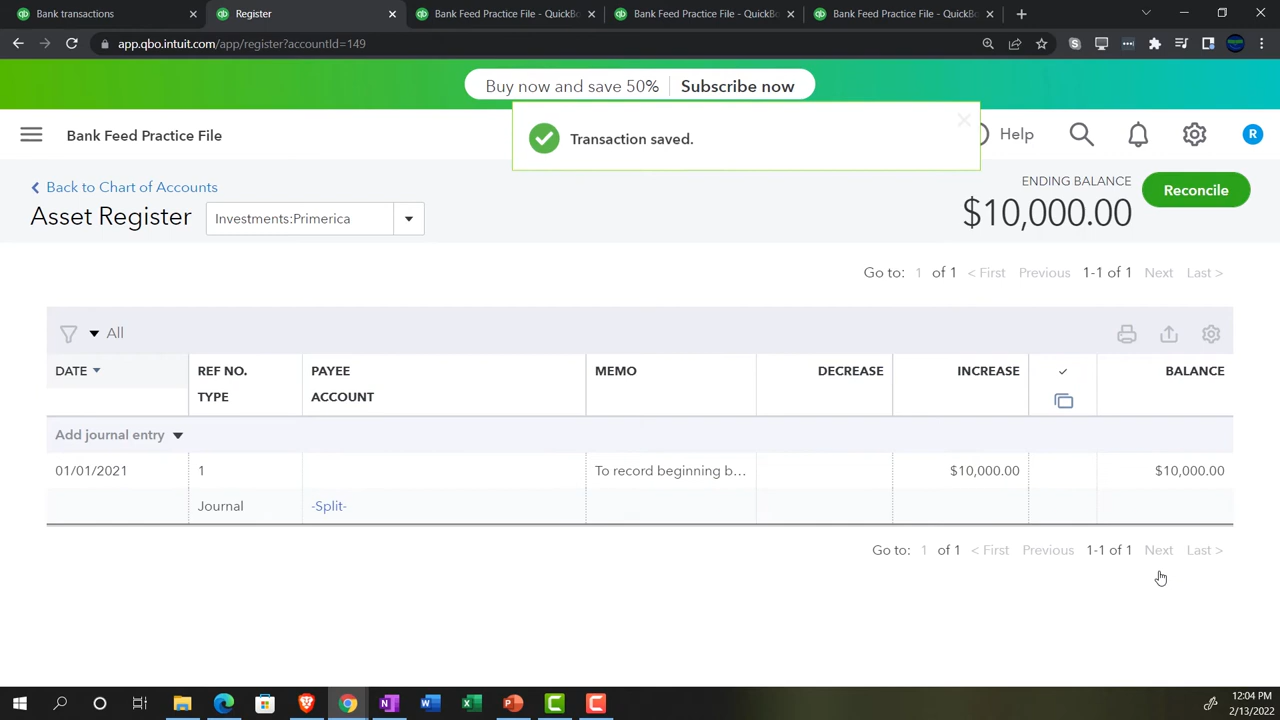 Bank transactions
Register
Bank Feed Practice File - QuickBo
Bank Feed Practice File - QuickBo
Bank Feed Practice File - QuickBo
app.qbo.intuit.com/app/register?accountId=149
Buy now and save 50%
Subscribe now
Transaction saved.
Bank Feed Practice File
Help
R
Back to Chart of Accounts
Asset Register
Investments:Primerica
ENDING BALANCE
$10,000.00
Reconcile
Go to: 1 of 1 < First Previous 1-1 of 1 Next Last >
All
DATE
REF NO.
TYPE
PAYEE
ACCOUNT
MEMO
DECREASE
INCREASE
BALANCE
Add journal entry
01/01/2021
1
To record beginning b...
$10,000.00
$10,000.00
Journal
-Split-
Go to: 1 of 1 < First Previous 1-1 of 1 Next Last >
12:04 PM
2/13/2022